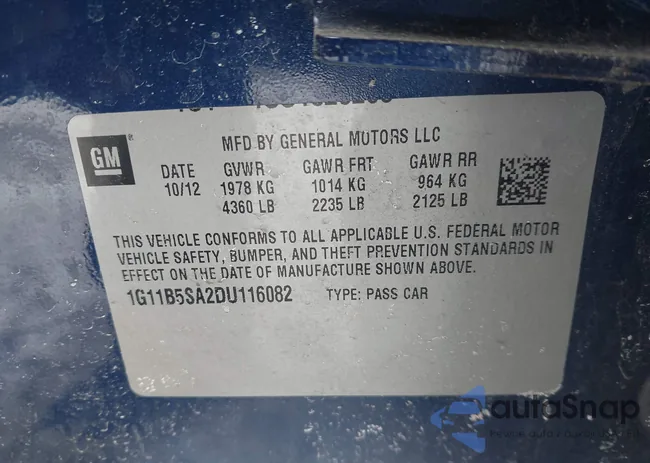 MFD BY GENERAL MOTORS LLC
GM ®
DATE GVWR GAWR FRT GAWR RR
10/12 1978 KG 1014 KG 964 KG
4360 LB 2235 LB 2125 LB
THIS VEHICLE CONFORMS TO ALL APPLICABLE U.S. FEDERAL MOTOR
VEHICLE SAFETY, BUMPER, AND THEFT PREVENTION STANDARDS IN
EFFECT ON THE DATE OF MANUFACTURE SHOWN ABOVE.
1G11B5SA2DU116082 TYPE: PASS CAR
autaSnap